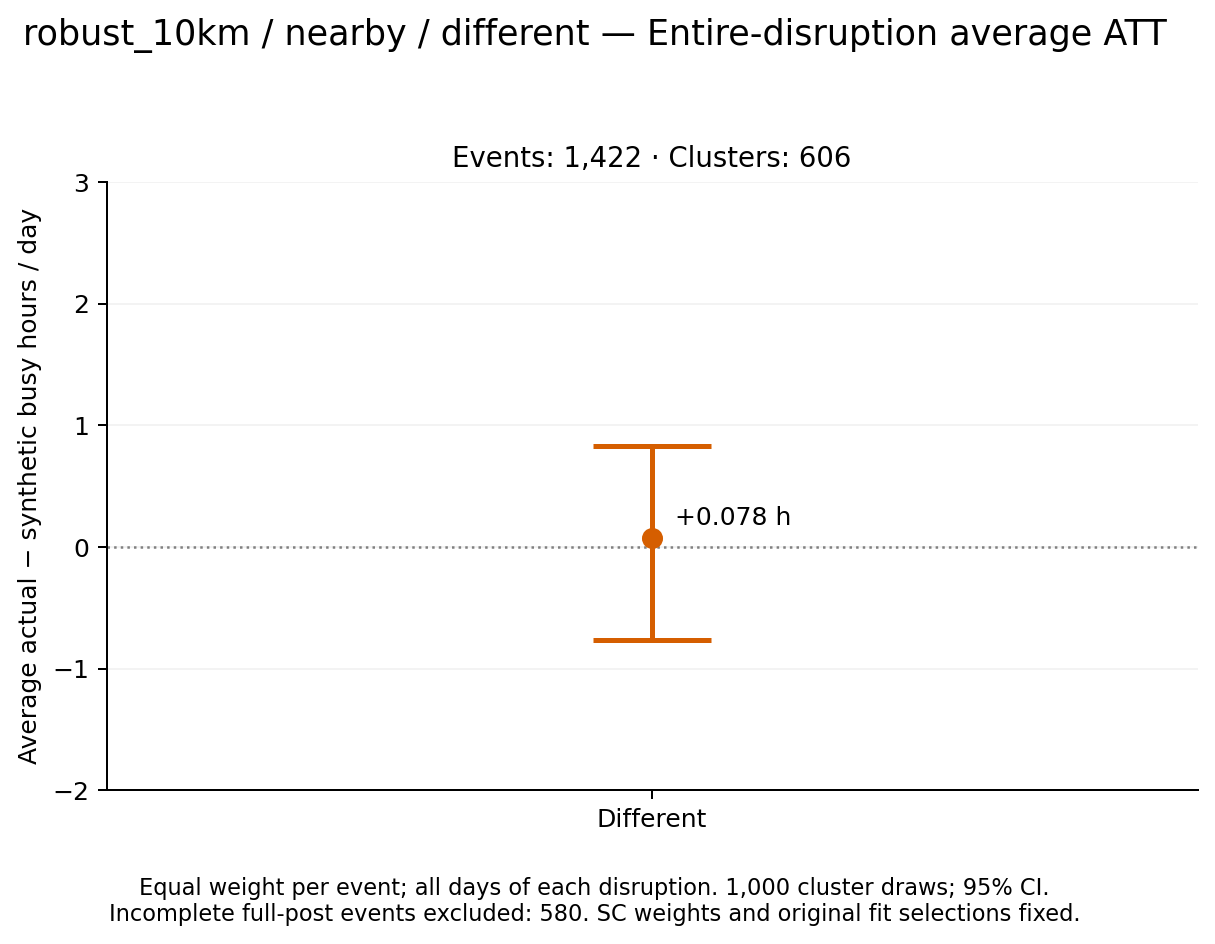 robust_10km / nearby / different — Entire-disruption average ATT
Events: 1,422 · Clusters: 606
Average actual − synthetic busy hours / day
3
2
1
0
−1
−2
+0.078 h
Different
Equal weight per event; all days of each disruption. 1,000 cluster draws; 95% CI.
Incomplete full-post events excluded: 580. SC weights and original fit selections fixed.